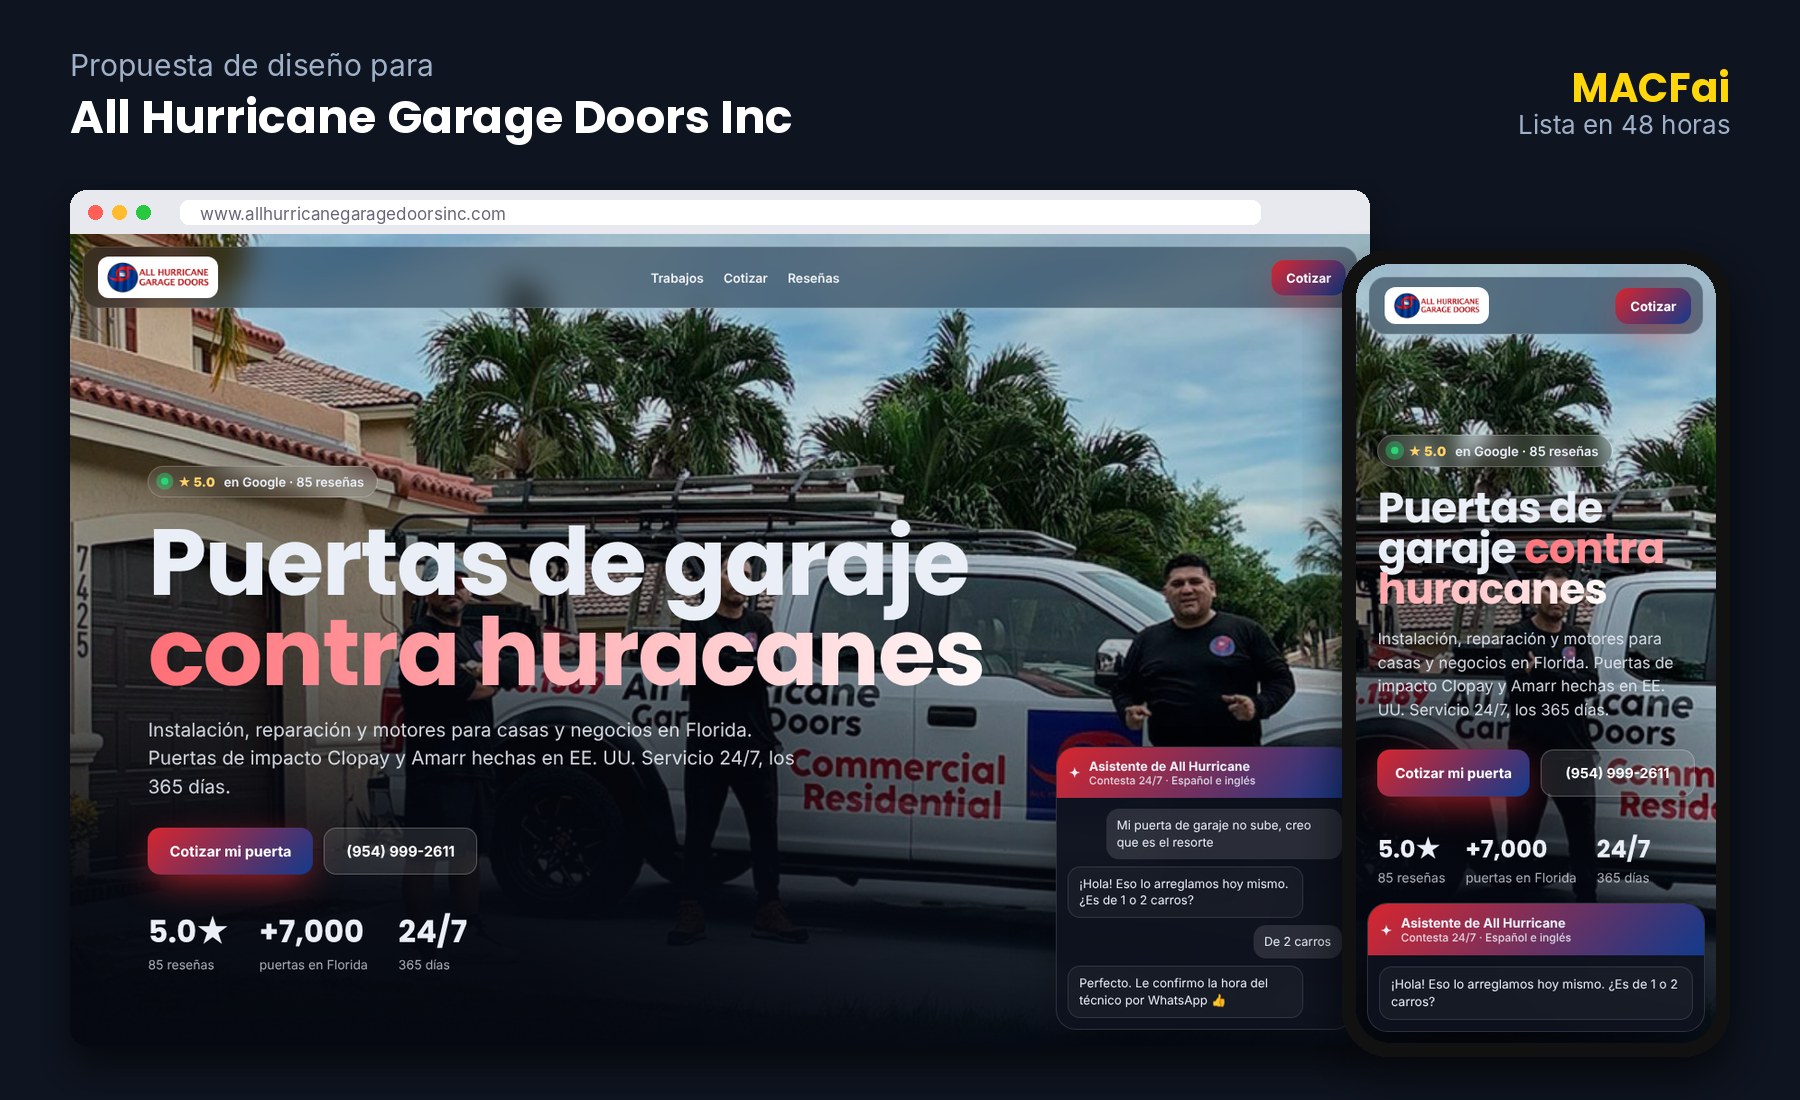 Propuesta de diseño para
All Hurricane Garage Doors Inc
MACFai
Lista en 48 horas
www.allhurricanegaragedoorsinc.com
ALL HURRICANE
GARAGE DOORS
Trabajos Cotizar Reseñas
Cotizar
★ 5.0 en Google · 85 reseñas
Puertas de garaje
contra huracanes
Instalación, reparación y motores para casas y negocios en Florida.
Puertas de impacto Clopay y Amarr hechas en EE. UU. Servicio 24/7, los
365 días.
Cotizar mi puerta
(954) 999-2611
5.0★ +7,000 24/7
85 reseñas puertas en Florida 365 días
7425
Doors
Commercial
Residential
✦ Asistente de All Hurricane
Contesta 24/7 · Español e inglés
Mi puerta de garaje no sube, creo
que es el resorte
¡Hola! Eso lo arreglamos hoy mismo.
¿Es de 1 o 2 carros?
De 2 carros
Perfecto. Le confirmo la hora del
técnico por WhatsApp 👍
ALL HURRICANE
GARAGE DOORS
Cotizar
★ 5.0 en Google · 85 reseñas
Puertas de
garaje contra
huracanes
Instalación, reparación y motores para
casas y negocios en Florida. Puertas de
impacto Clopay y Amarr hechas en EE.
UU. Servicio 24/7, los 365 días.
Doors
Cotizar mi puerta
(954) 999-2611
5.0★ +7,000 24/7
85 reseñas puertas en Florida 365 días
✦ Asistente de All Hurricane
Contesta 24/7 · Español e inglés
¡Hola! Eso lo arreglamos hoy mismo. ¿Es de 1 o 2
carros?